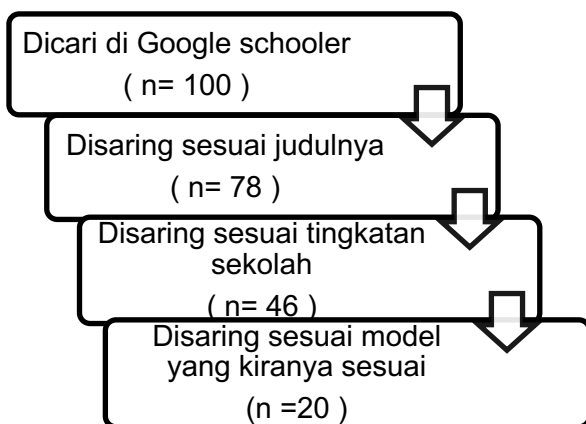 Dicari di Google schooler
( n= 100 )
Disaring sesuai judulnya
( n= 78 )
Disaring sesuai tingkatan
sekolah
( n= 46 )
Disaring sesuai model
yang kiranya sesuai
(n =20 )